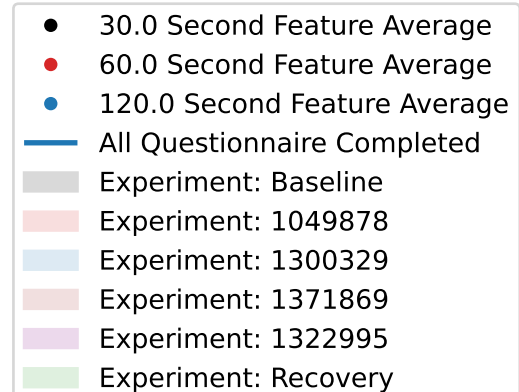 30.0 Second Feature Average
60.0 Second Feature Average
120.0 Second Feature Average
All Questionnaire Completed
Experiment: Baseline
Experiment: 1049878
Experiment: 1300329
Experiment: 1371869
Experiment: 1322995
Experiment: Recovery